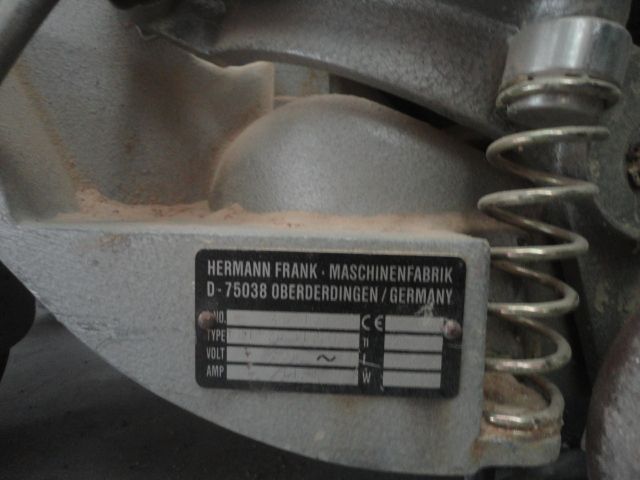 HERMANN FRANK · MASCHINENFABRIK
D - 75038 OBERDERDINGEN / GERMANY
NO. CE
TYPE
VOLT ~
AMP W